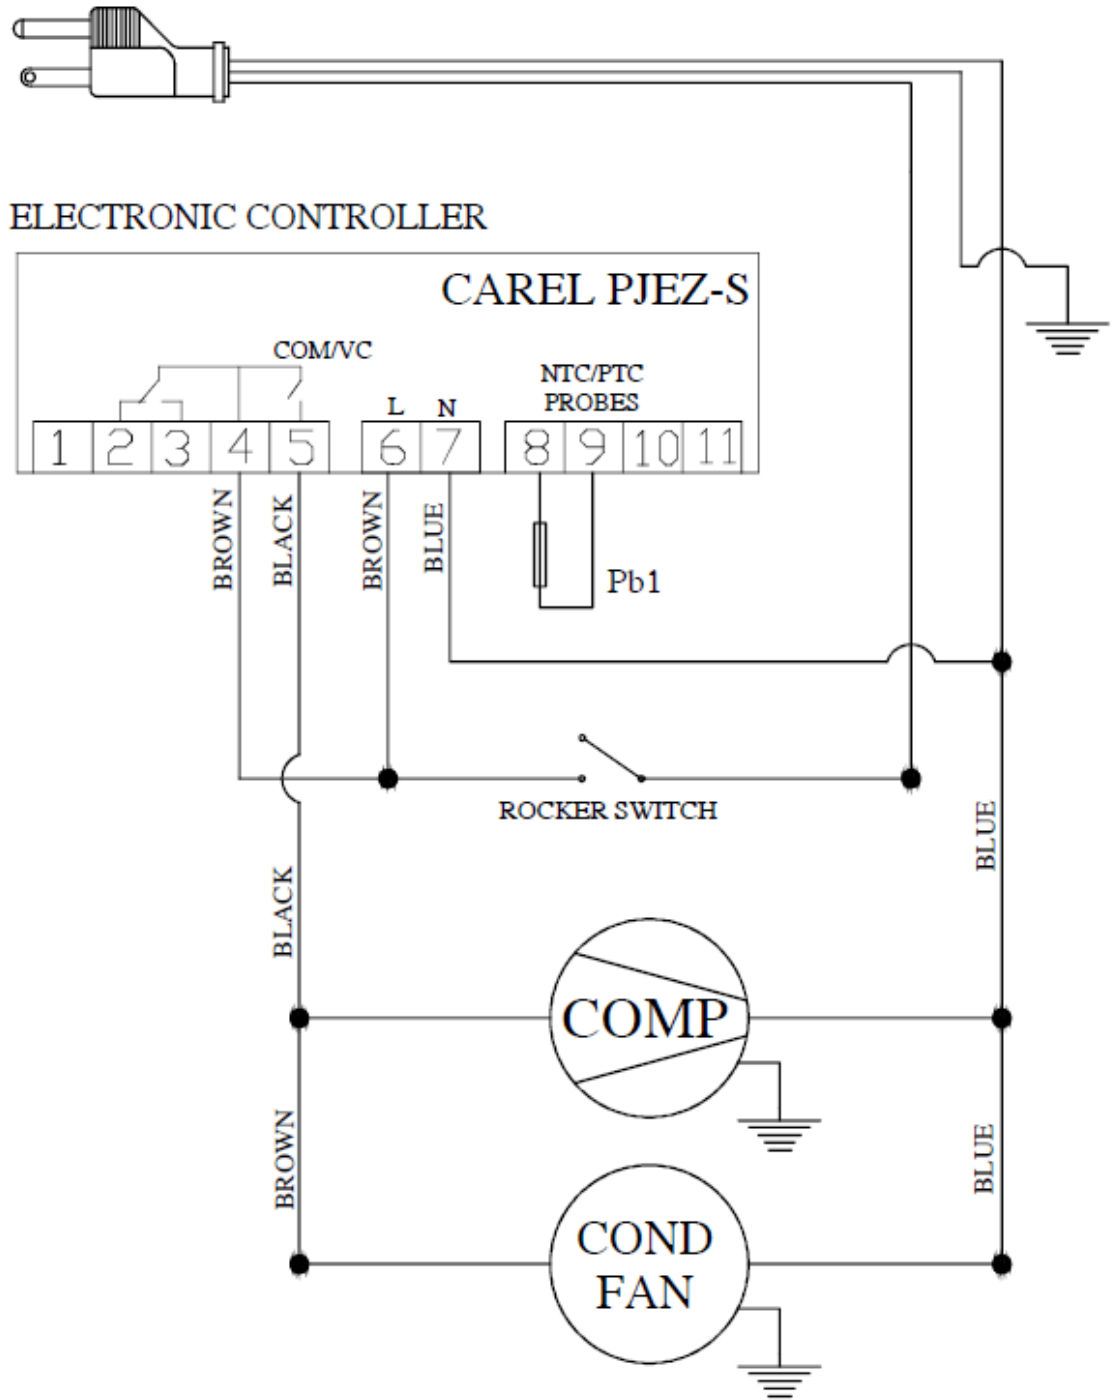 ELECTRONIC CONTROLLER
CAREL PJEZ-S
COM/VC
NTC/PTC
PROBES
L N
1 2 3 4 5 6 7 8 9 10 11
BROWN
BLACK
BROWN
BLUE
Pb1
ROCKER SWITCH
BLUE
BLACK
COMP
BROWN
BLUE
COND
FAN